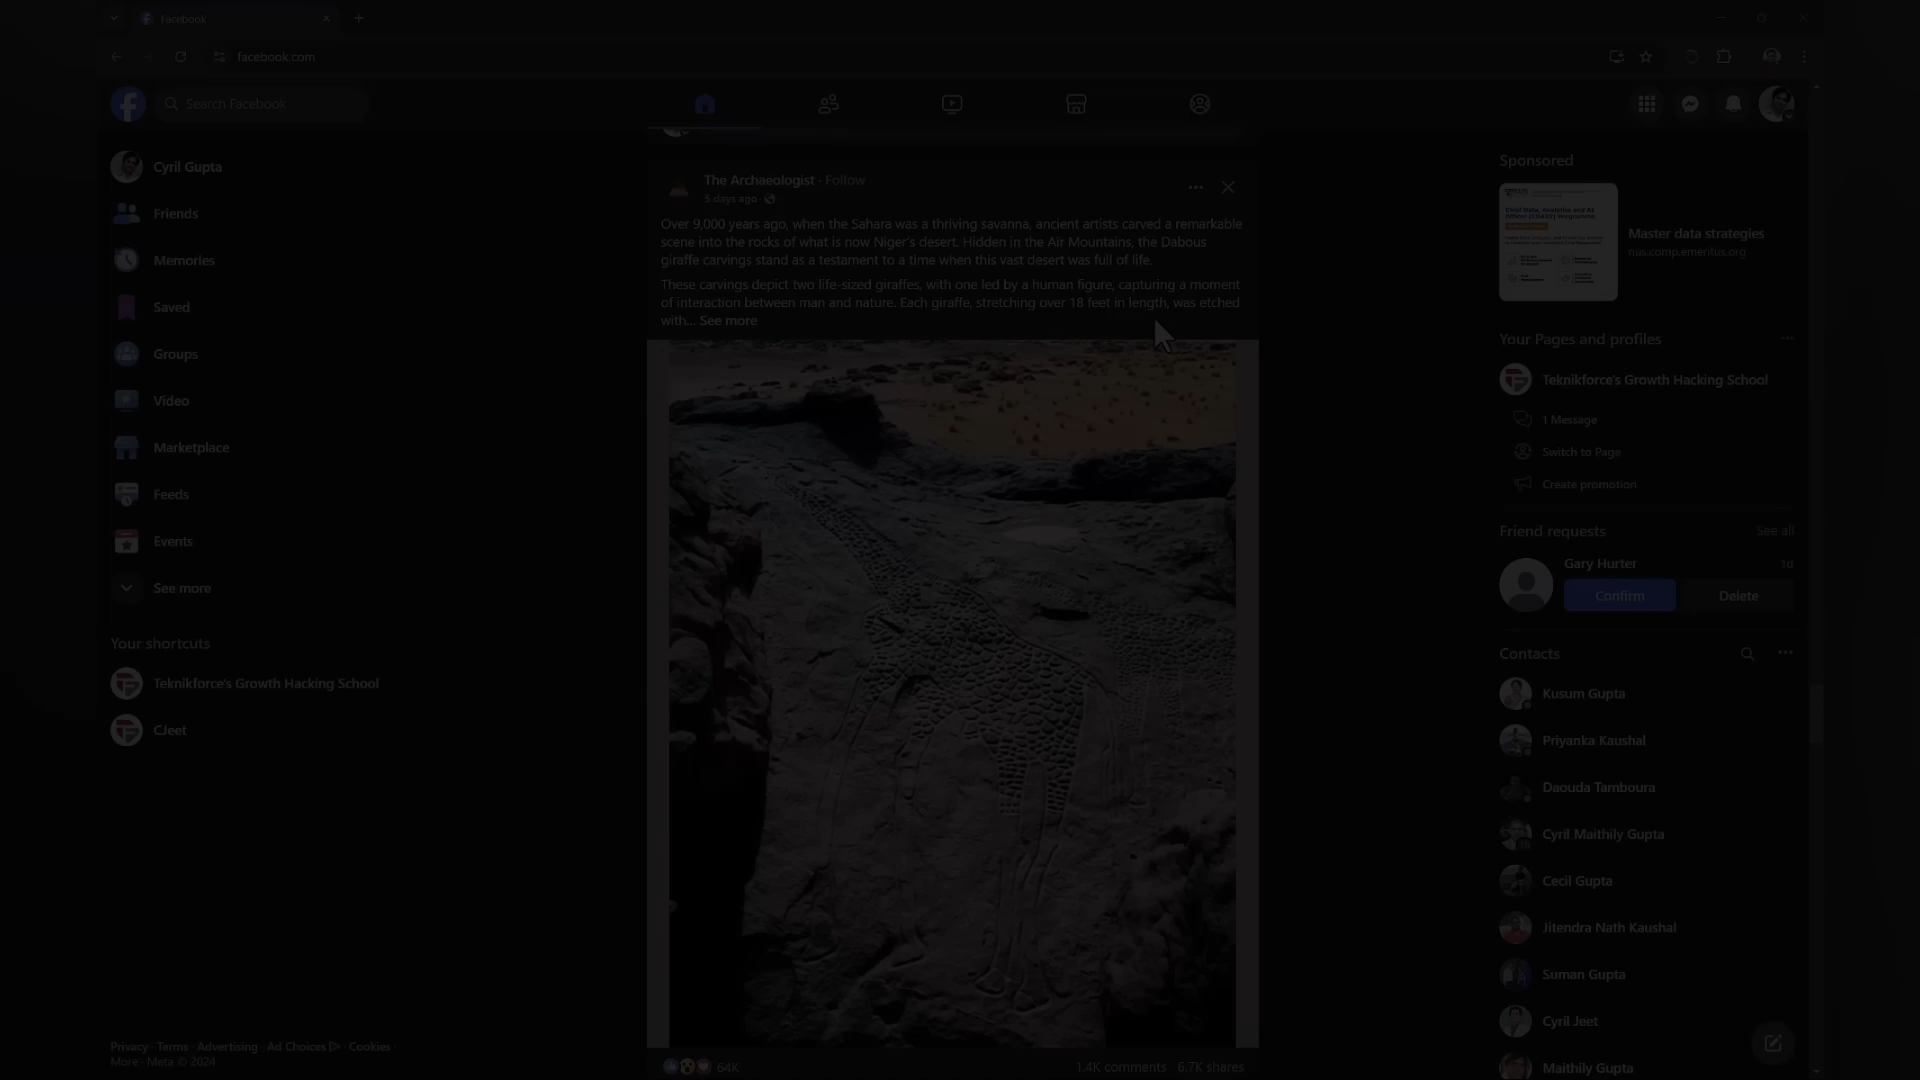 Facebook
facebook.com
Search Facebook
Cyril Gupta
Friends
Memories
Saved
Groups
Video
Marketplace
Feeds
Events
See more
Your shortcuts
Teknikforce's Growth Hacking School
CJeet
Privacy · Terms · Advertising · Ad Choices · Cookies ·
More · Meta © 2024
The Archaeologist · Follow
5 days ago ·
Over 9,000 years ago, when the Sahara was a thriving savanna, ancient artists carved a remarkable
scene into the rocks of what is now Niger's desert. Hidden in the Aïr Mountains, the Dabous
giraffe carvings stand as a testament to a time when this vast desert was full of life.
These carvings depict two life-sized giraffes, with one led by a human figure, capturing a moment
of interaction between man and nature. Each giraffe, stretching over 18 feet in length, was etched
with... See more
64K
1.4K comments 6.7K shares
Sponsored
Master data strategies
nus.comp.emeritus.org
Your Pages and profiles
Teknikforce's Growth Hacking School
1 Message
Switch to Page
Create promotion
Friend requests
See all
Gary Hurter
1d
Confirm
Delete
Contacts
Kusum Gupta
Priyanka Kaushal
Daouda Tamboura
Cyril Maithily Gupta
Cecil Gupta
Jitendra Nath Kaushal
Suman Gupta
Cyril Jeet
Maithily Gupta